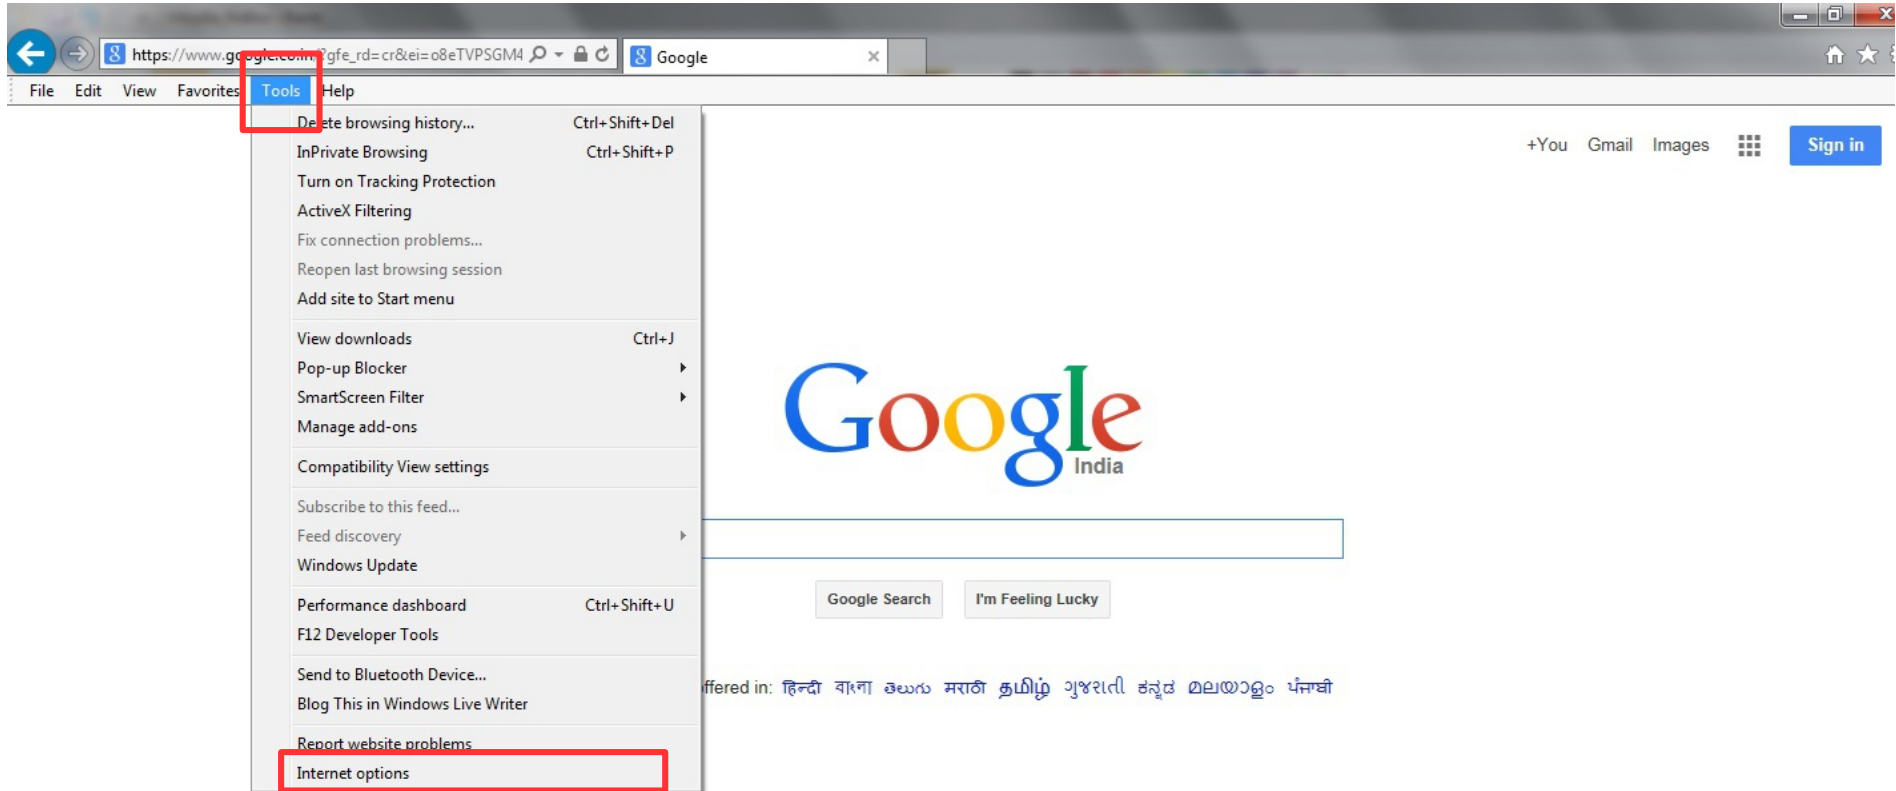 https://www.google.co.in/?gfe_rd=cr&ei=o8eTVPSGM4
Google
File Edit View Favorites Tools Help
Delete browsing history... Ctrl+Shift+Del
InPrivate Browsing Ctrl+Shift+P
Turn on Tracking Protection
ActiveX Filtering
Fix connection problems...
Reopen last browsing session
Add site to Start menu
View downloads Ctrl+J
Pop-up Blocker
SmartScreen Filter
Manage add-ons
Compatibility View settings
Subscribe to this feed...
Feed discovery
Windows Update
Performance dashboard Ctrl+Shift+U
F12 Developer Tools
Send to Bluetooth Device...
Blog This in Windows Live Writer
Report website problems
Internet options
+You Gmail Images Sign in
Google
India
Google Search I'm Feeling Lucky
ffered in: हिन्दी বাংলা తెలుగు मराठी தமிழ் ગુજરાતી ಕನ್ನಡ മലയാളം ਪੰਜਾਬੀ